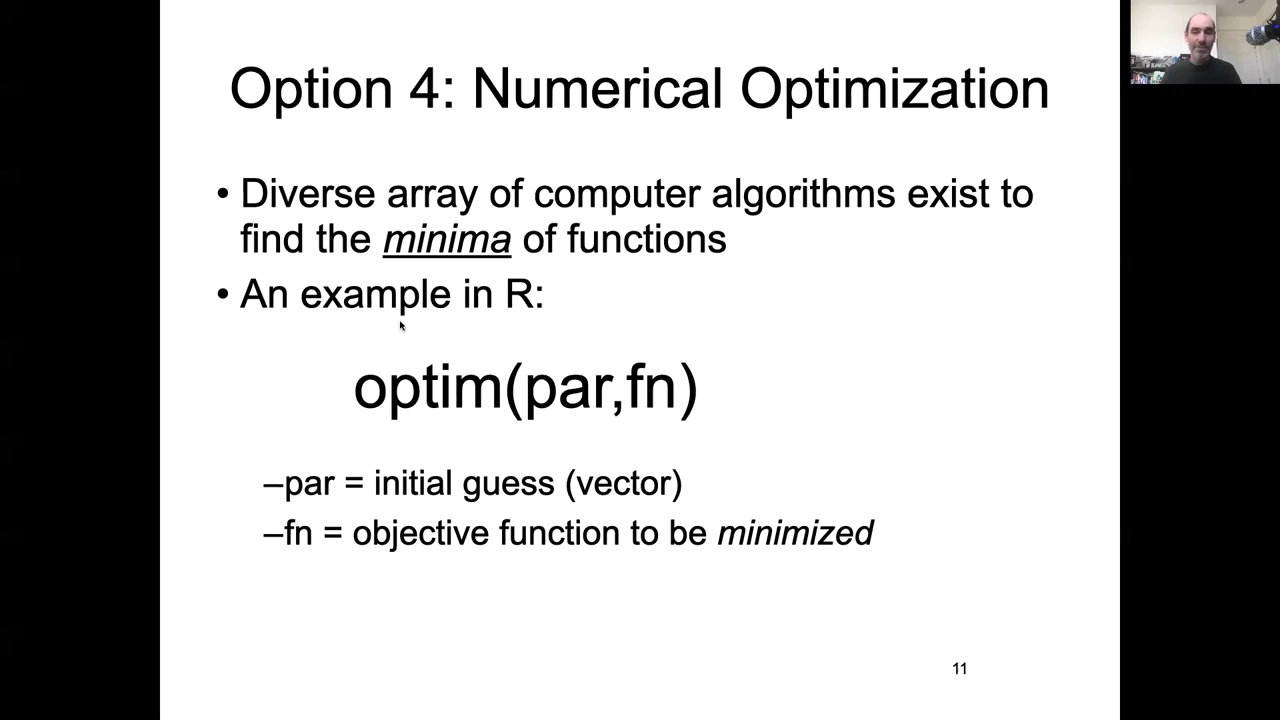 Option 4: Numerical Optimization
• Diverse array of computer algorithms exist to
find the minima of functions
• An example in R:
optim(par,fn)
–par = initial guess (vector)
–fn = objective function to be minimized
11